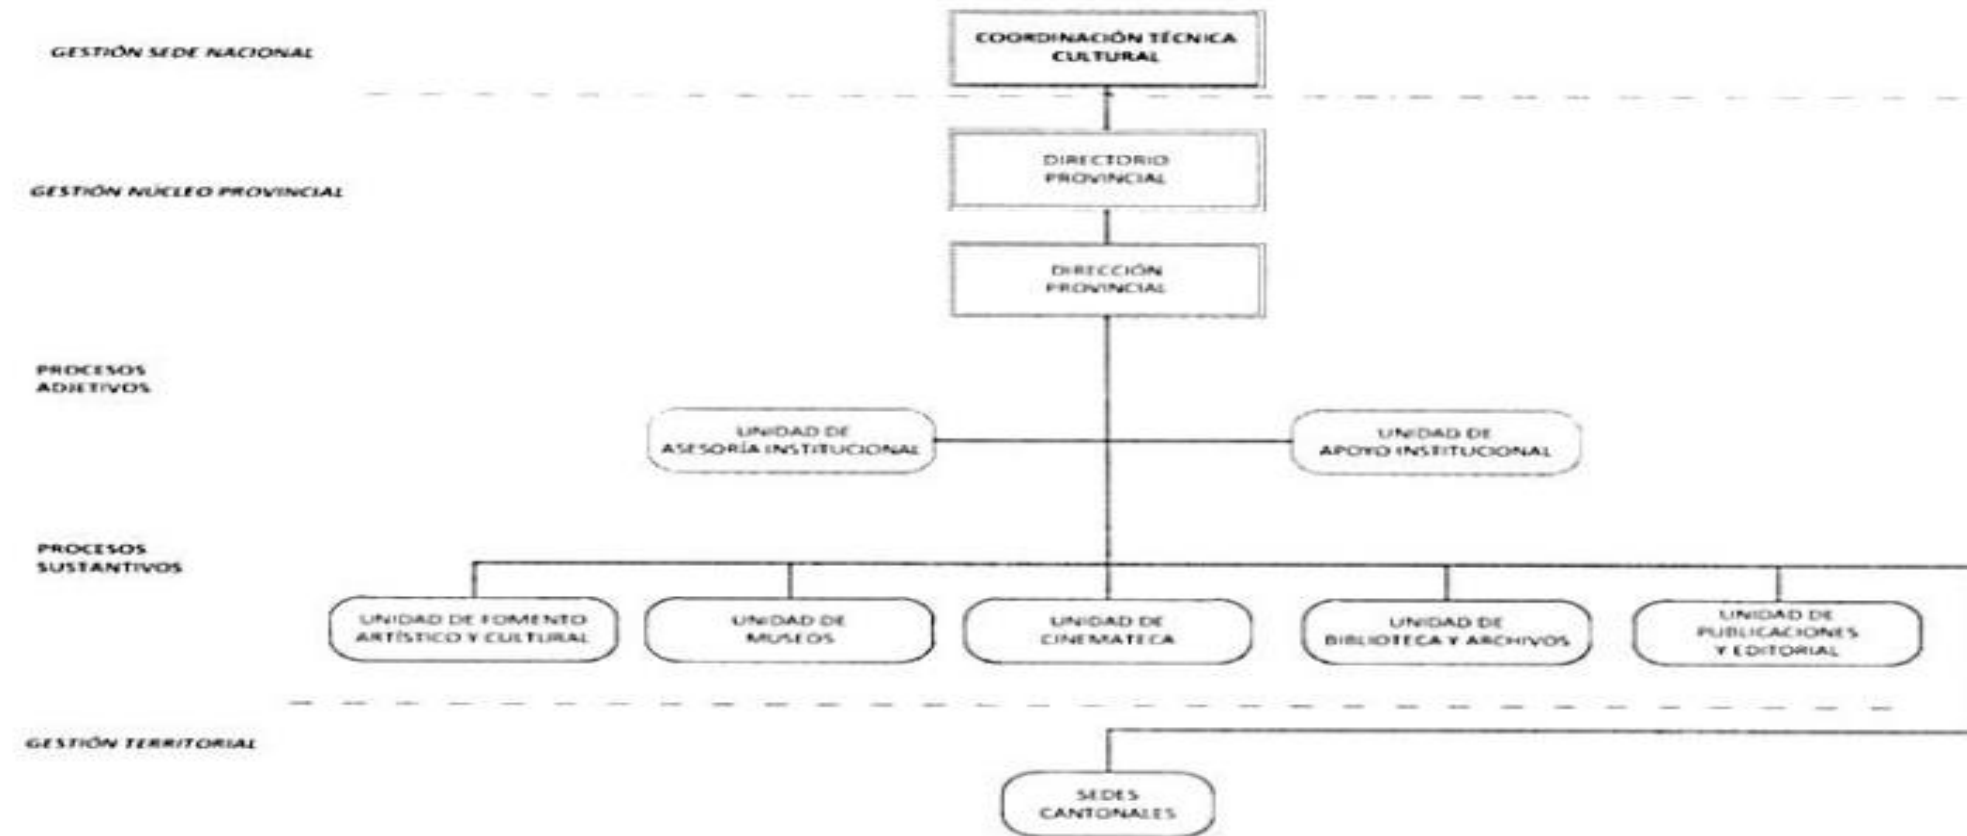 GESTIÓN SEDE NACIONAL
COORDINACIÓN TÉCNICA
CULTURAL
GESTIÓN NÚCLEO PROVINCIAL
DIRECTORIO
PROVINCIAL
DIRECCIÓN
PROVINCIAL
PROCESOS
ADJETIVOS
UNIDAD DE
ASESORÍA INSTITUCIONAL
UNIDAD DE
APOYO INSTITUCIONAL
PROCESOS
SUSTANTIVOS
UNIDAD DE FOMENTO
ARTÍSTICO Y CULTURAL
UNIDAD DE
MUSEOS
UNIDAD DE
CINEMATECA
UNIDAD DE
BIBLIOTECA Y ARCHIVOS
UNIDAD DE
PUBLICACIONES
Y EDITORIAL
GESTIÓN TERRITORIAL
SEDES
CANTONALES